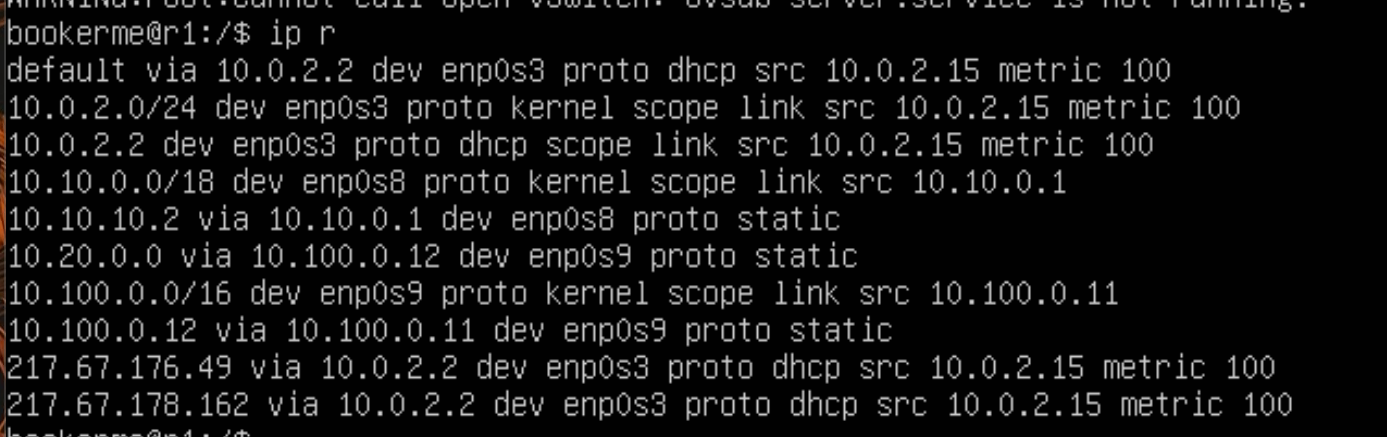 WARNING:root:Cannot call Open vSwitch: ovsdb-server.service is not running.
bookerme@r1:/$ ip r
default via 10.0.2.2 dev enp0s3 proto dhcp src 10.0.2.15 metric 100
10.0.2.0/24 dev enp0s3 proto kernel scope link src 10.0.2.15 metric 100
10.0.2.2 dev enp0s3 proto dhcp scope link src 10.0.2.15 metric 100
10.10.0.0/18 dev enp0s8 proto kernel scope link src 10.10.0.1
10.10.10.2 via 10.10.0.1 dev enp0s8 proto static
10.20.0.0 via 10.100.0.12 dev enp0s9 proto static
10.100.0.0/16 dev enp0s9 proto kernel scope link src 10.100.0.11
10.100.0.12 via 10.100.0.11 dev enp0s9 proto static
217.67.176.49 via 10.0.2.2 dev enp0s3 proto dhcp src 10.0.2.15 metric 100
217.67.178.162 via 10.0.2.2 dev enp0s3 proto dhcp src 10.0.2.15 metric 100
bookerme@r1:/$